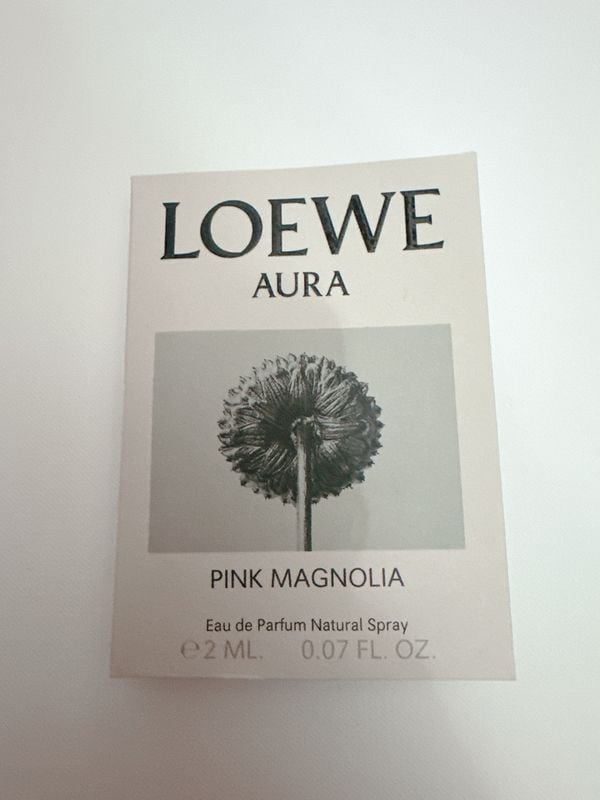 LOEWE
AURA
PINK MAGNOLIA
Eau de Parfum Natural Spray
℮2 ML. 0.07 FL. OZ.